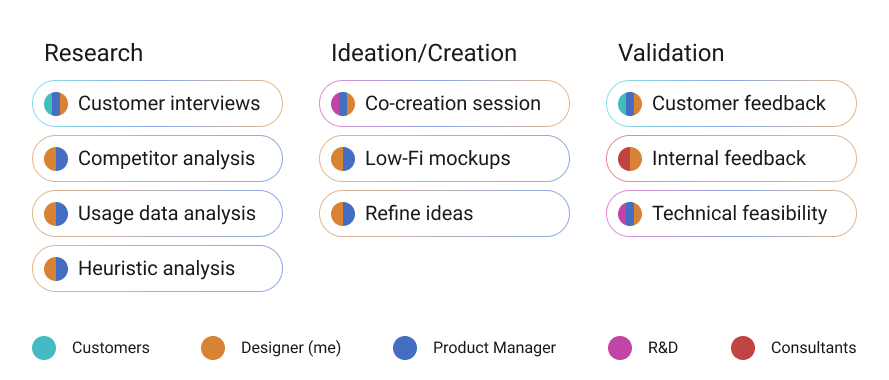 Research
Customer interviews
Competitor analysis
Usage data analysis
Heuristic analysis
Ideation/Creation
Co-creation session
Low-Fi mockups
Refine ideas
Validation
Customer feedback
Internal feedback
Technical feasibility
Customers
Designer (me)
Product Manager
R&D
Consultants